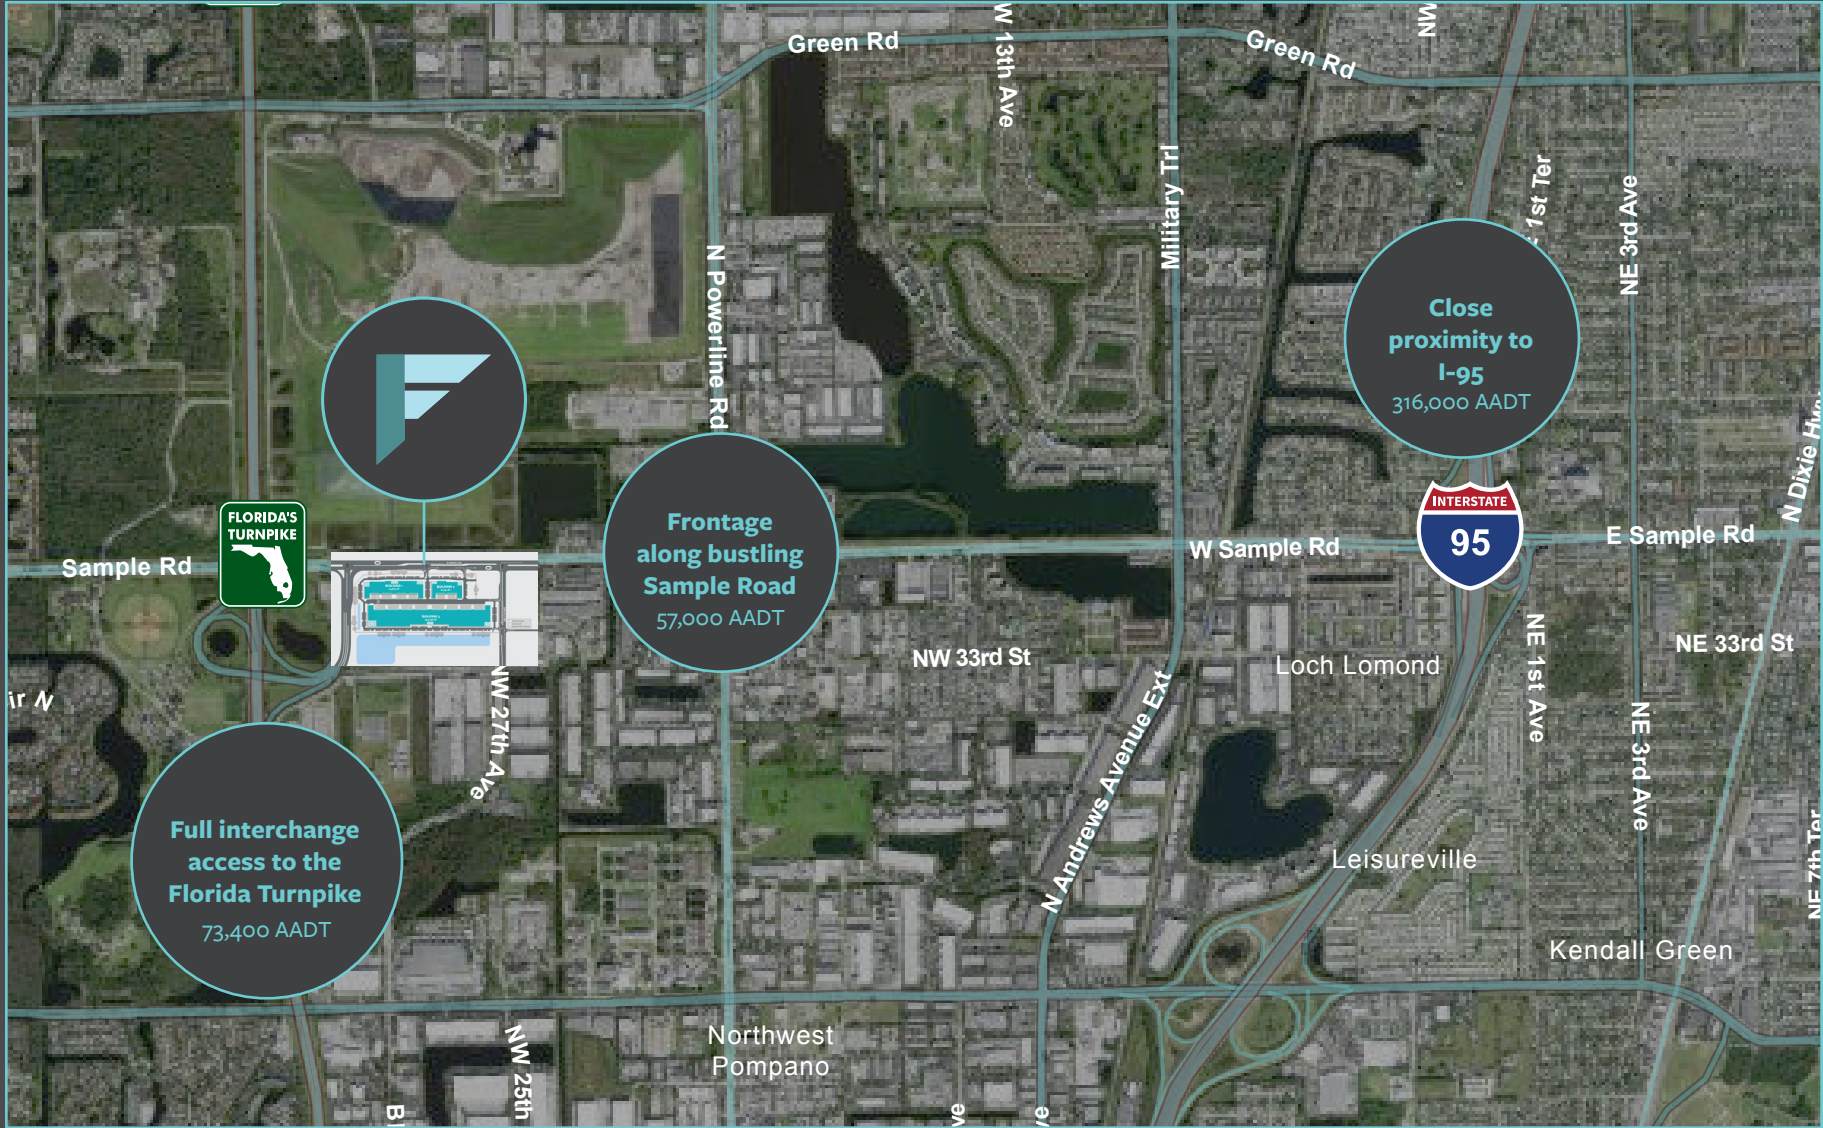 Green Rd
Green Rd
W 13th Ave
NW
Military Trl
1st Ter
NE 3rd Ave
N Powerline Rd
Close
proximity to
I-95
316,000 AADT
N Dixie Hwy
FLORIDA'S
TURNPIKE
Sample Rd
Frontage
along bustling
Sample Road
57,000 AADT
INTERSTATE
95
W Sample Rd
E Sample Rd
NW 33rd St
Loch Lomond
NE 1st Ave
NE 33rd St
ir N
NW 27th Ave
N Andrews Avenue Ext
NE 3rd Ave
Full interchange
access to the
Florida Turnpike
73,400 AADT
Leisureville
NE 7th Ter
Kendall Green
Northwest
Pompano
NW 25th
ve
ve